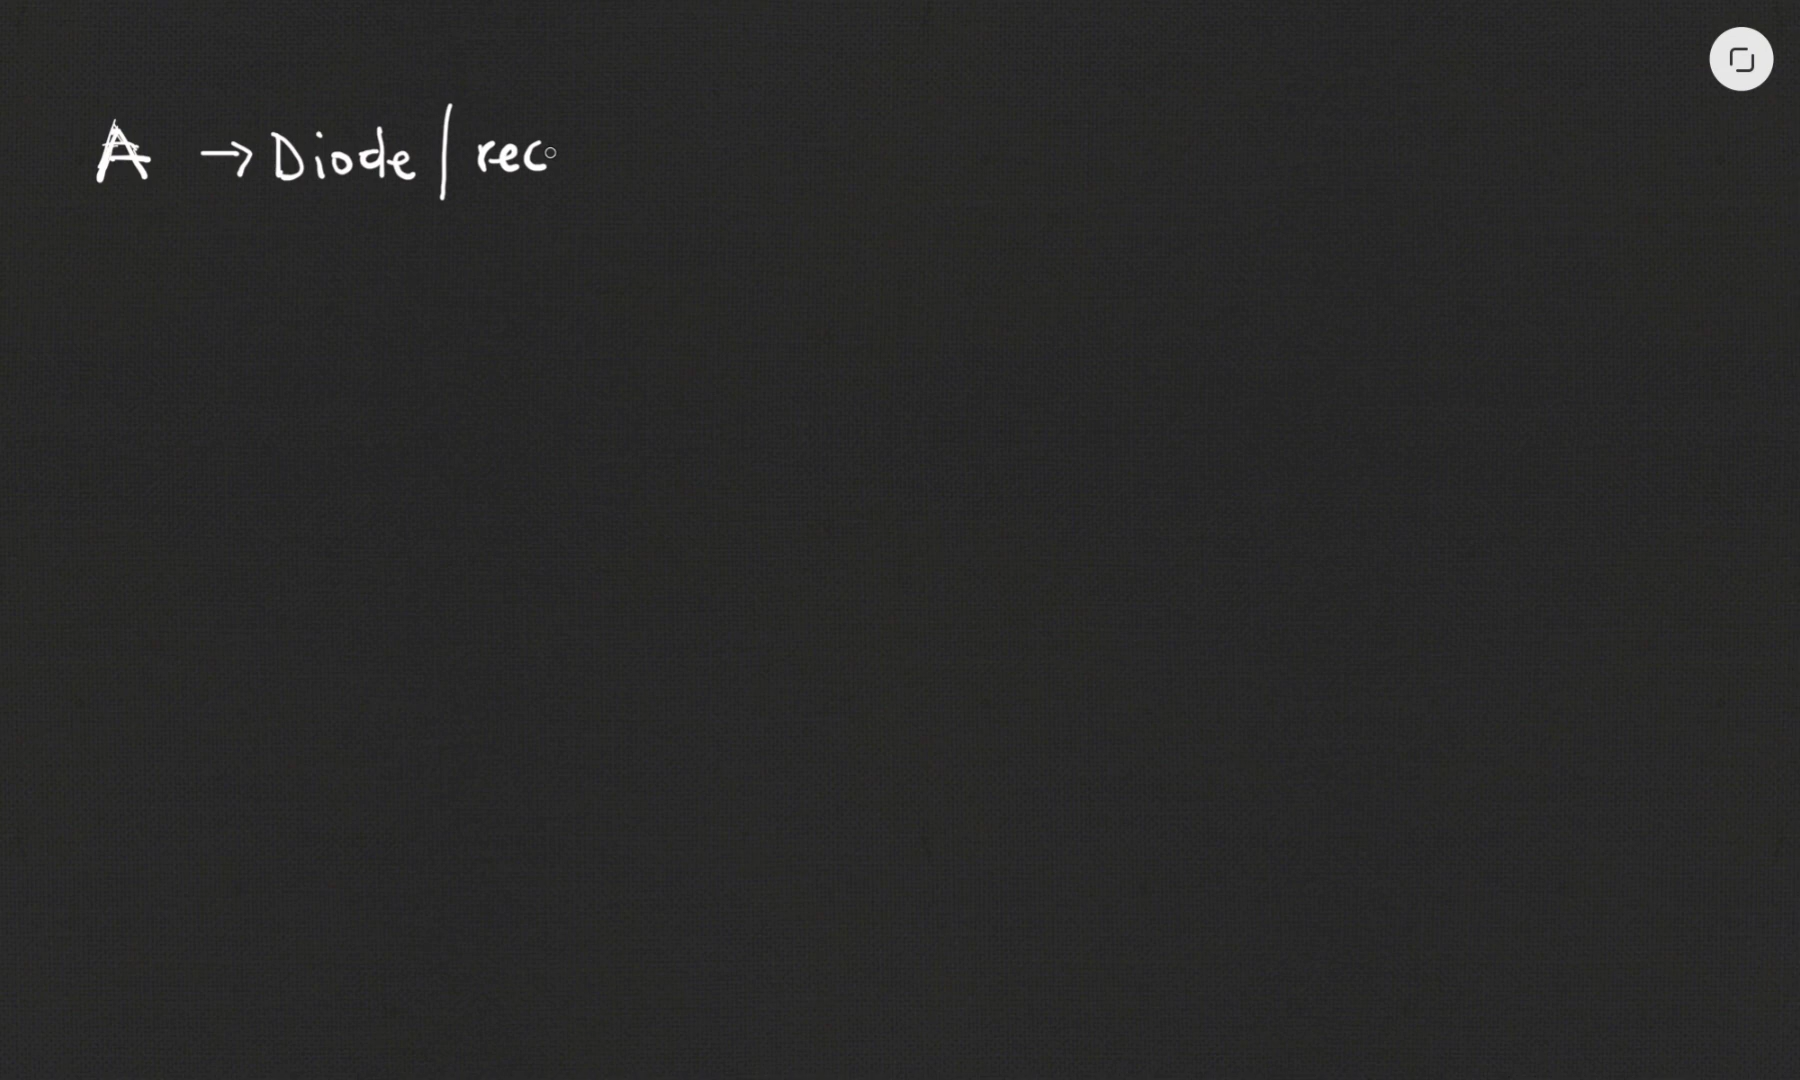 A → Diode / rec